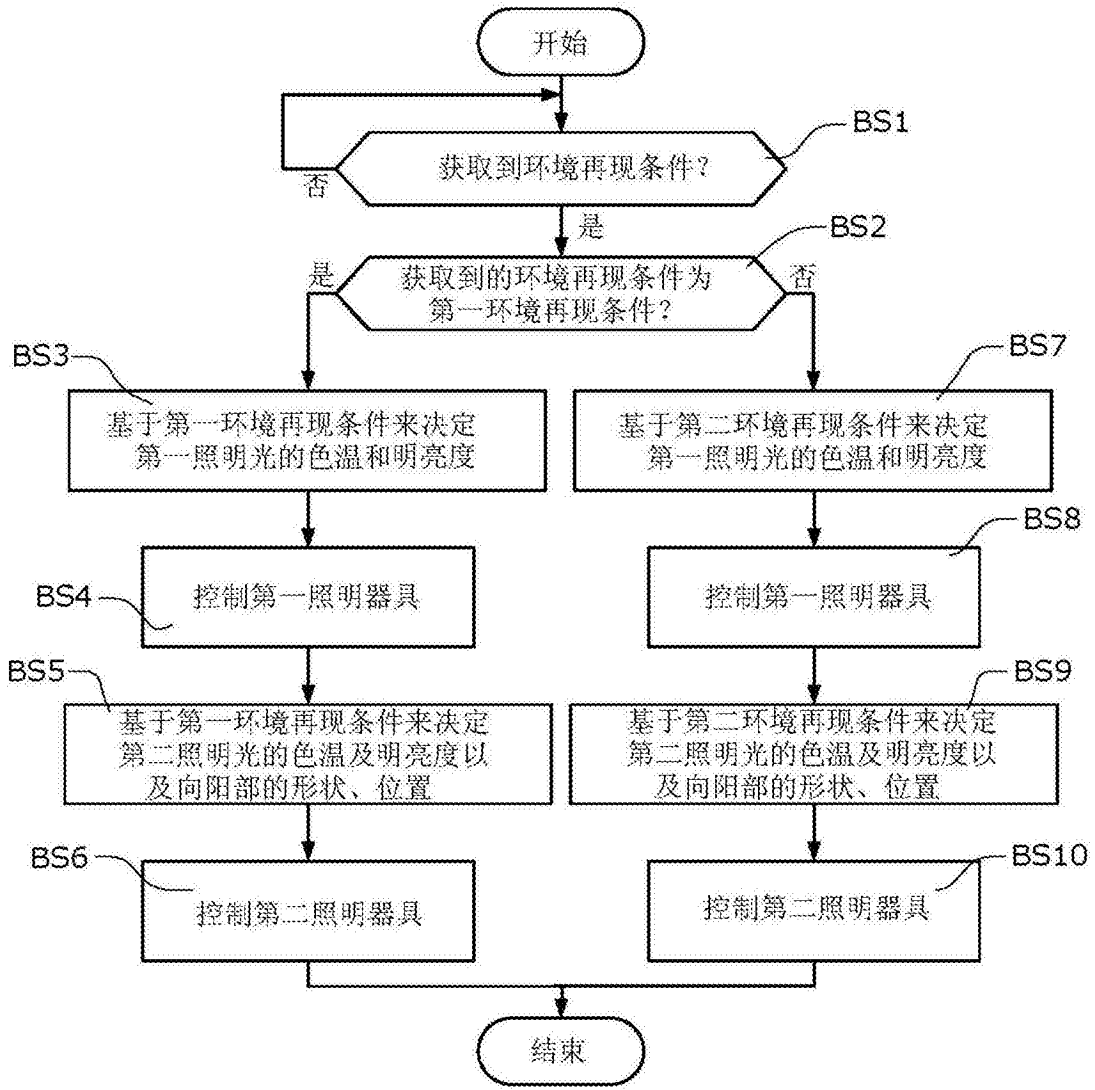 开始
BS1
获取到环境再现条件？
否
是
BS2
是
获取到的环境再现条件为
第一环境再现条件？
否
BS3
基于第一环境再现条件来决定
第一照明光的色温和明亮度
BS7
基于第二环境再现条件来决定
第一照明光的色温和明亮度
BS4
控制第一照明器具
BS8
控制第一照明器具
BS5
基于第一环境再现条件来决定
第二照明光的色温及明亮度以
及向阳部的形状、位置
BS9
基于第二环境再现条件来决定
第二照明光的色温及明亮度以
及向阳部的形状、位置
BS6
控制第二照明器具
BS10
控制第二照明器具
结束